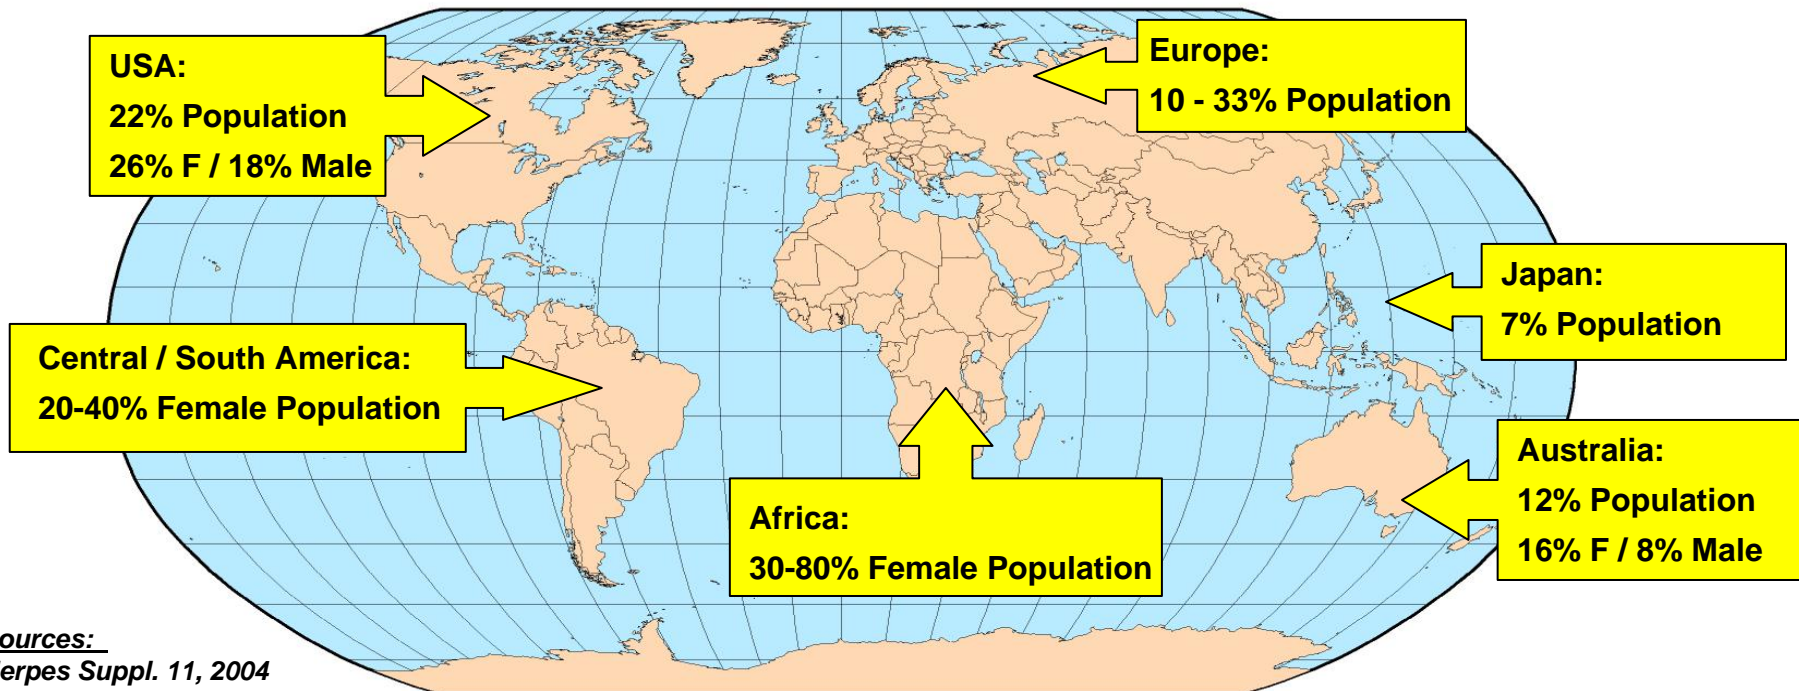 USA:
22% Population
26% F / 18% Male
Europe:
10 - 33% Population
Japan:
7% Population
Central / South America:
20-40% Female Population
Africa:
30-80% Female Population
Australia:
12% Population
16% F / 8% Male
ources:
erpes Suppl. 11, 2004